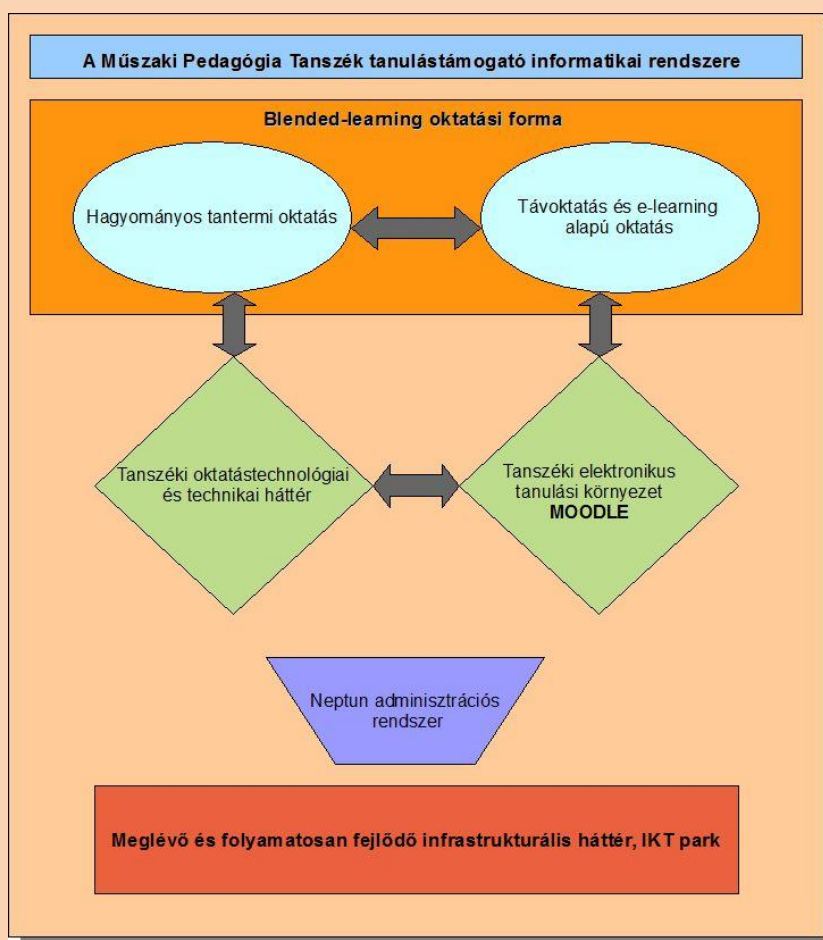 A Műszaki Pedagógia Tanszék tanulástámogató informatikai rendszere
Blended-learning oktatási forma
Hagyományos tantermi oktatás
Távoktatás és e-learning
alapú oktatás
Tanszéki oktatástechnológiai
és technikai háttér
Tanszéki elektronikus
tanulási környezet
MOODLE
Neptun adminisztrációs
rendszer
Meglévő és folyamatosan fejlődő infrastrukturális háttér, IKT park